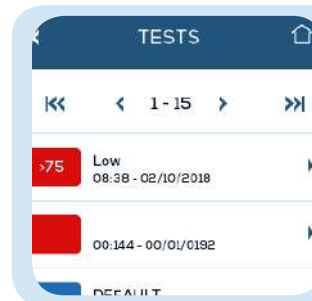 TESTS
1 - 15
>75
Low
08:38 - 02/10/2018
00:144 - 00/01/0192
DEFAULT